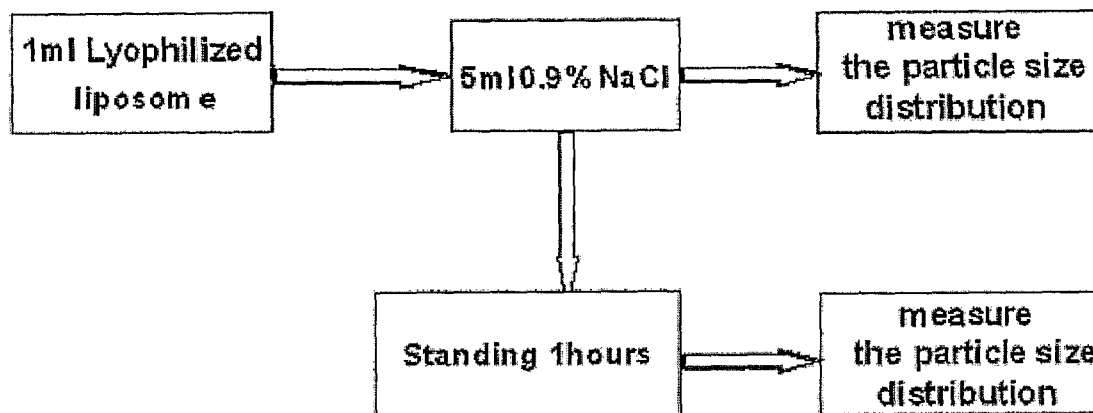 1ml Lyophilized
liposome
5ml0.9% NaCl
measure
the particle size
distribution
Standing 1hours
measure
the particle size
distribution